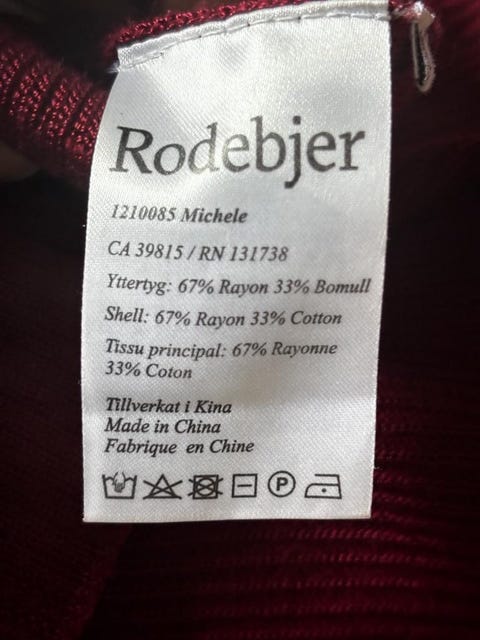 Rodebjer
1210085 Michele
CA 39815 / RN 131738
Yttertyg: 67% Rayon 33% Bomull
Shell: 67% Rayon 33% Cotton
Tissu principal: 67% Rayonne
33% Coton
Tillverkat i Kina
Made in China
Fabrique en Chine
P